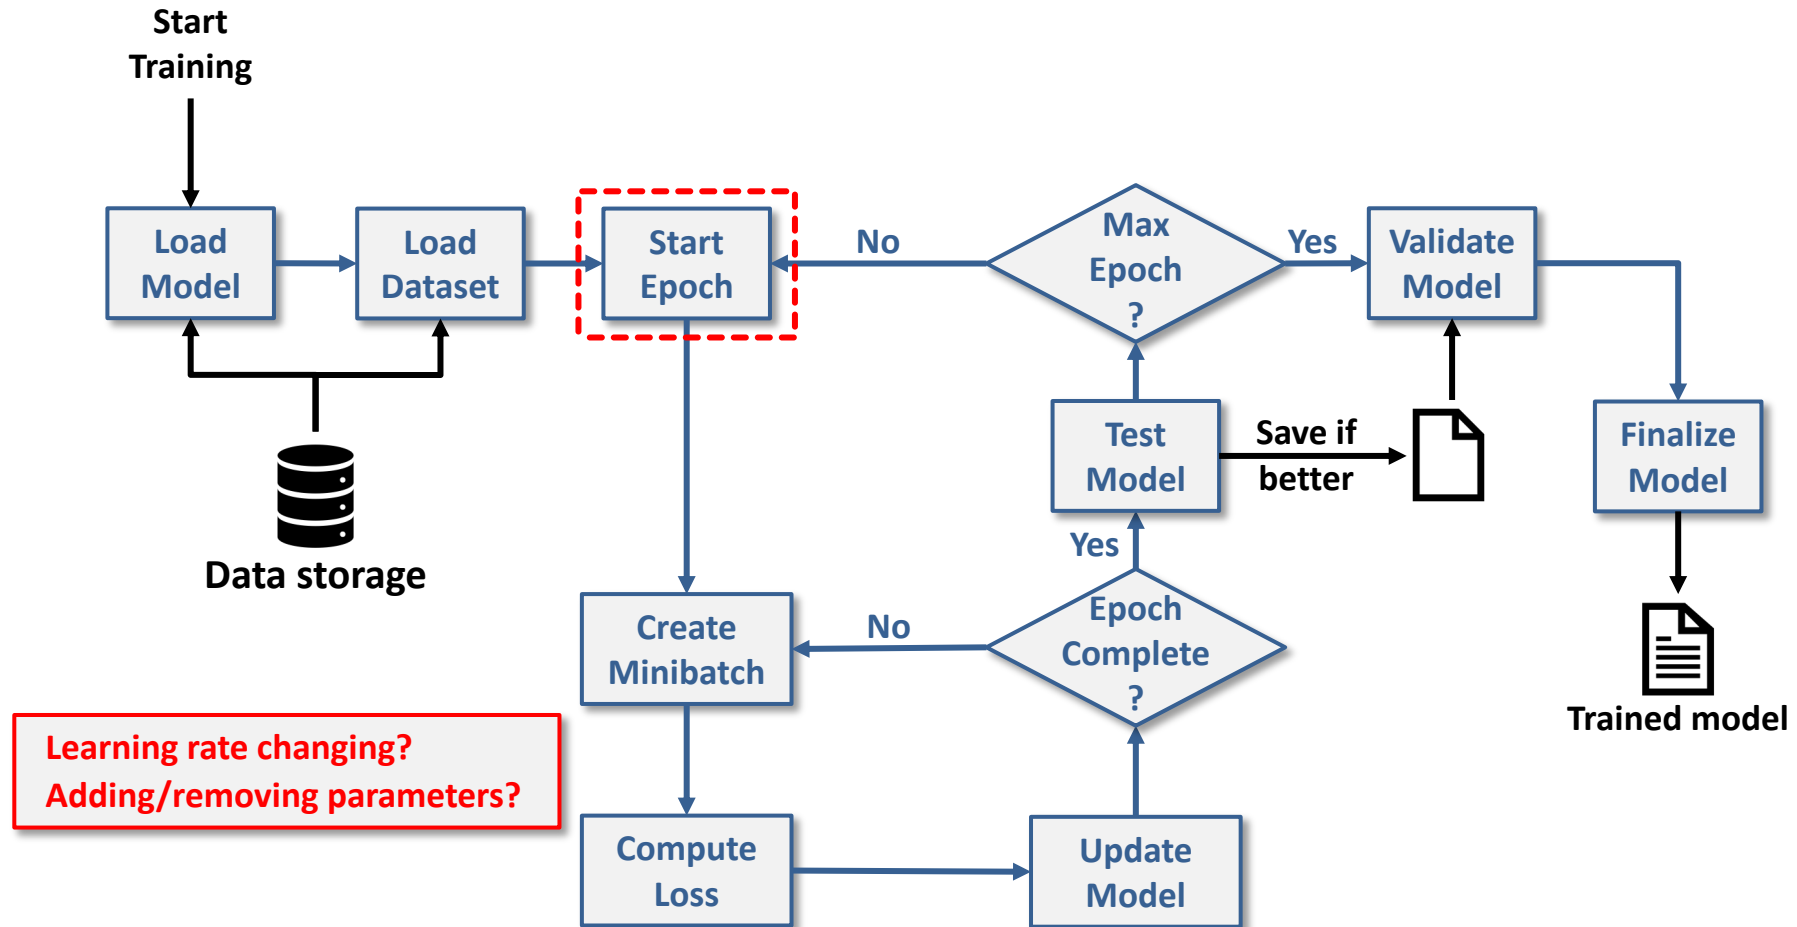 Start
Training
Load
Model
Load
Dataset
Start
Epoch
No
Max
Epoch
?
Yes
Validate
Model
Test
Model
Save if
better
Finalize
Model
Data storage
Yes
Create
Minibatch
No
Epoch
Complete
?
Trained model
Learning rate changing?
Adding/removing parameters?
Compute
Loss
Update
Model